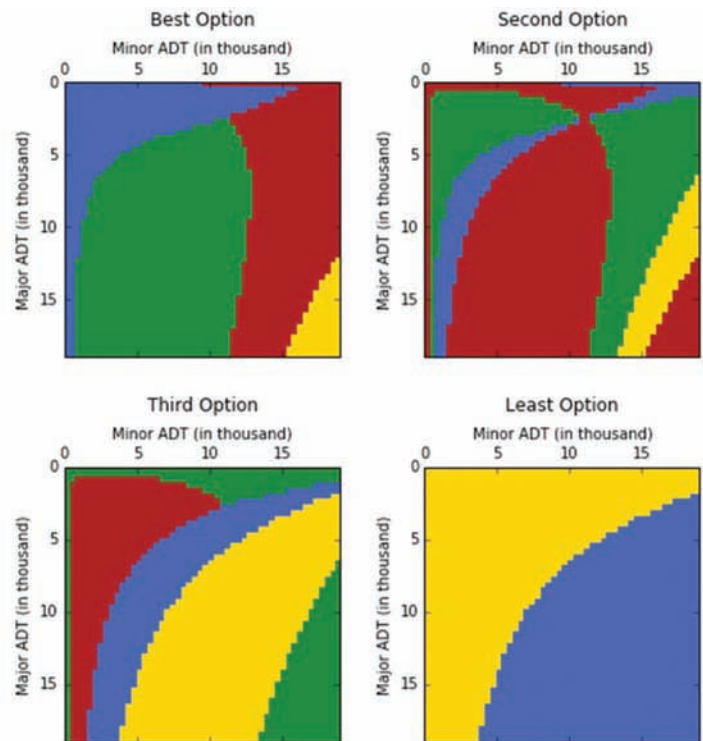 Best Option
Minor ADT (in thousand)
0 5 10 15
Major ADT (in thousand)
0
5
10
15
Second Option
Minor ADT (in thousand)
0 5 10 15
Major ADT (in thousand)
0
5
10
15
Third Option
Minor ADT (in thousand)
0 5 10 15
Major ADT (in thousand)
0
5
10
15
Least Option
Minor ADT (in thousand)
0 5 10 15
Major ADT (in thousand)
0
5
10
15